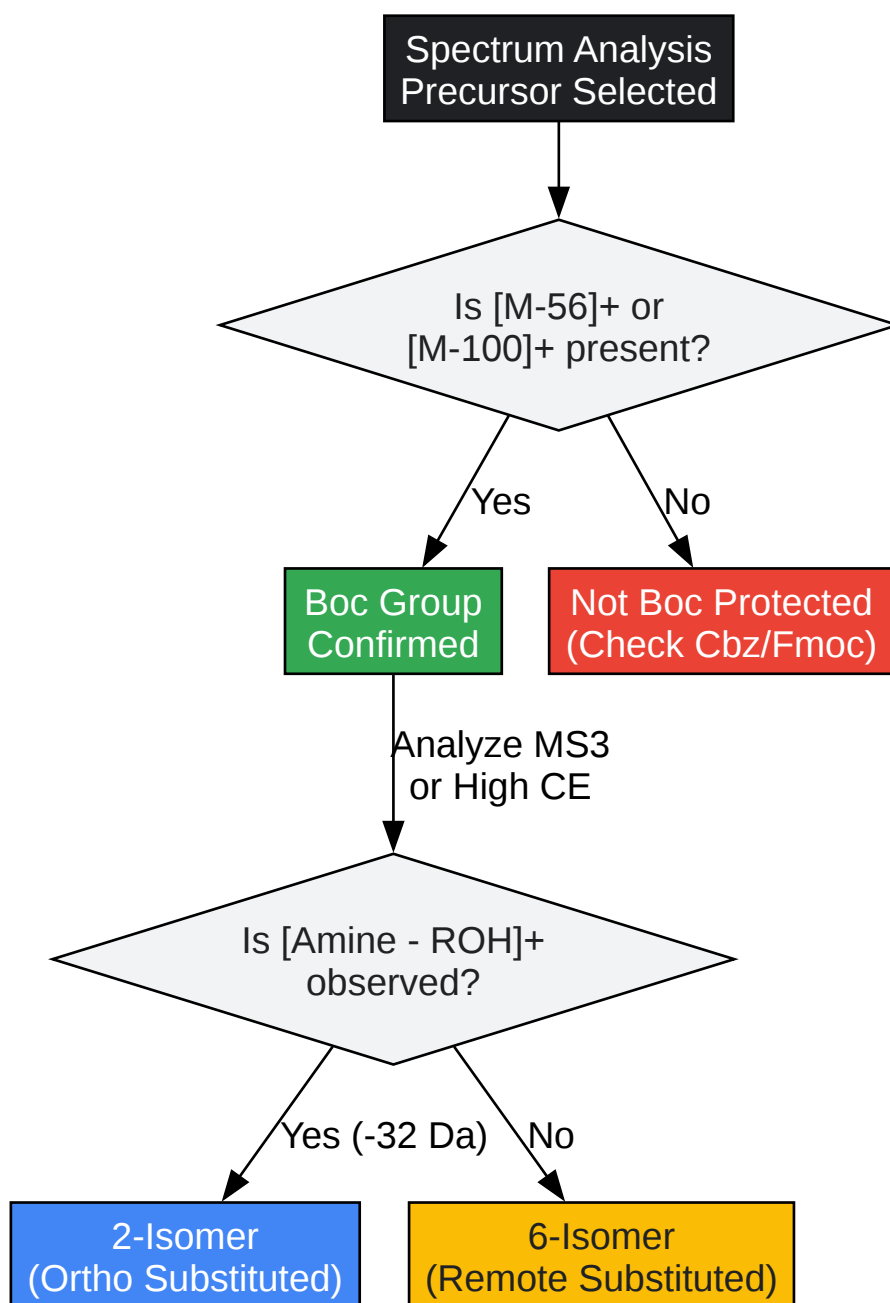 Spectrum Analysis
Precursor Selected
Is [M-56]+ or
[M-100]+ present?
Yes
No
Boc Group
Confirmed
Not Boc Protected
(Check Cbz/Fmoc)
Analyze MS3
or High CE
Is [Amine - ROH]+
observed?
Yes (-32 Da)
No
2-Isomer
(Ortho Substituted)
6-Isomer
(Remote Substituted)